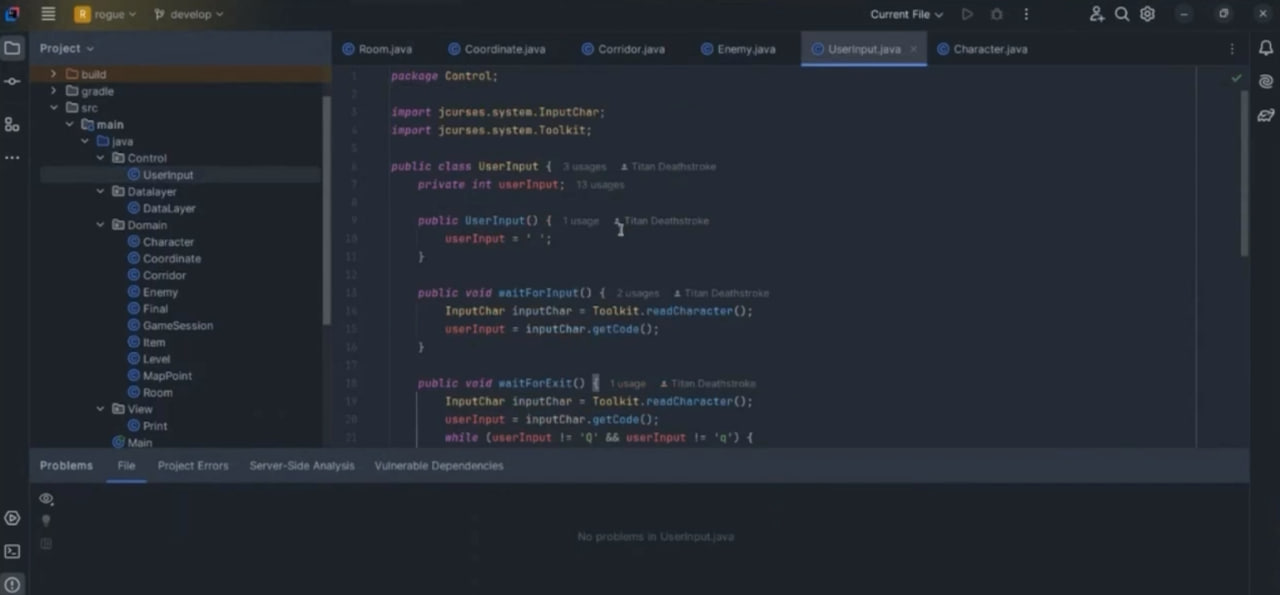 R rogue develop Current File
Project
Room.java Coordinate.java Corridor.java Enemy.java UserInput.java Character.java
build
gradle
src
main
java
Control
UserInput
Datalayer
DataLayer
Domain
Character
Coordinate
Corridor
Enemy
Final
GameSession
Item
Level
MapPoint
Room
View
Print
Main
1 package Control;
2
3 import jcurses.system.InputChar;
4 import jcurses.system.Toolkit;
5
6 public class UserInput { 3 usages Titan Deathstroke
7 private int userInput; 13 usages
8
9 public UserInput() { 1 usage Titan Deathstroke
10 userInput = ' ';
11 }
12
13 public void waitForInput() { 2 usages Titan Deathstroke
14 InputChar inputChar = Toolkit.readCharacter();
15 userInput = inputChar.getCode();
16 }
17
18 public void waitForExit() { 1 usage Titan Deathstroke
19 InputChar inputChar = Toolkit.readCharacter();
20 userInput = inputChar.getCode();
21 while (userInput != 'Q' && userInput != 'q') {
Problems File Project Errors Server-Side Analysis Vulnerable Dependencies
No problems in UserInput.java